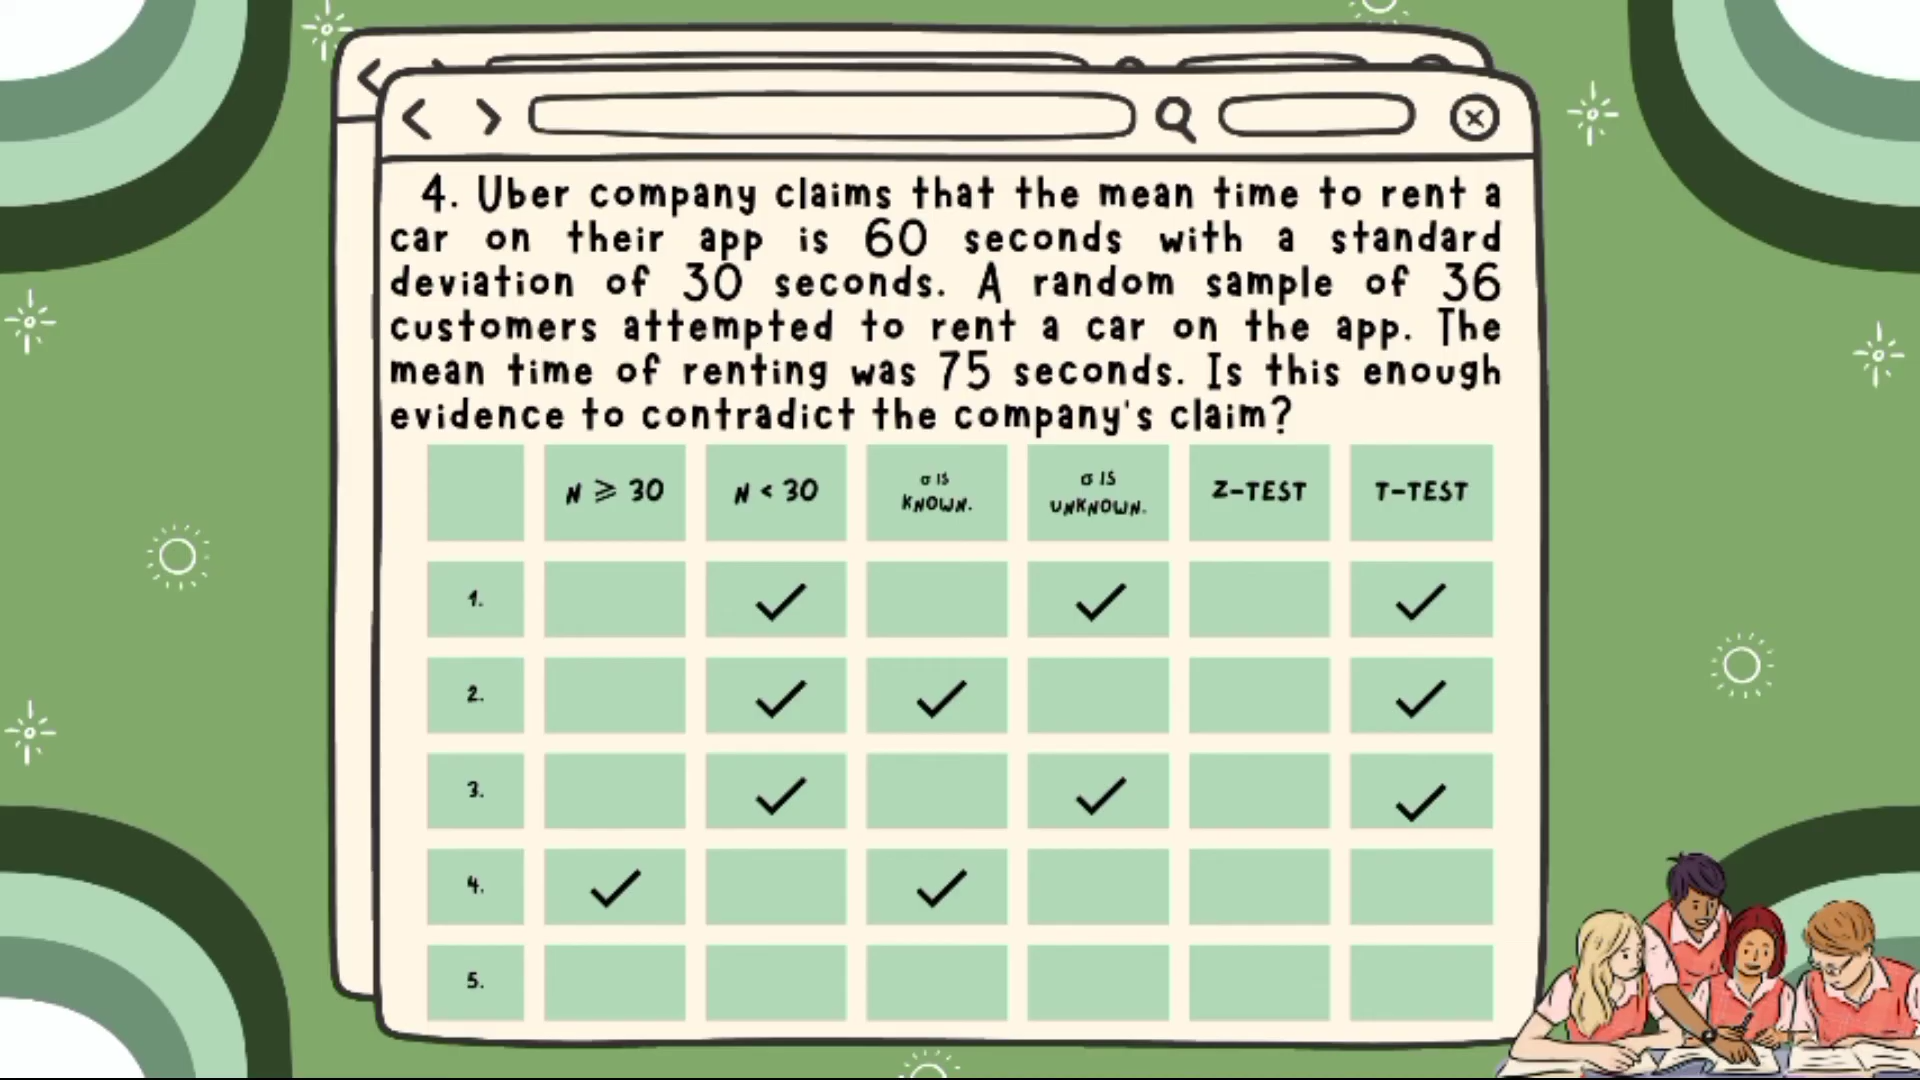 4. Uber company claims that the mean time to rent a
car on their app is 60 seconds with a standard
deviation of 30 seconds. A random sample of 36
customers attempted to rent a car on the app. The
mean time of renting was 75 seconds. Is this enough
evidence to contradict the company's claim?
N ⩾ 30 N < 30 σ IS KNOWN. σ IS UNKNOWN. Z-TEST T-TEST
1. ✓ ✓ ✓
2. ✓ ✓ ✓
3. ✓ ✓ ✓
4. ✓ ✓
5.